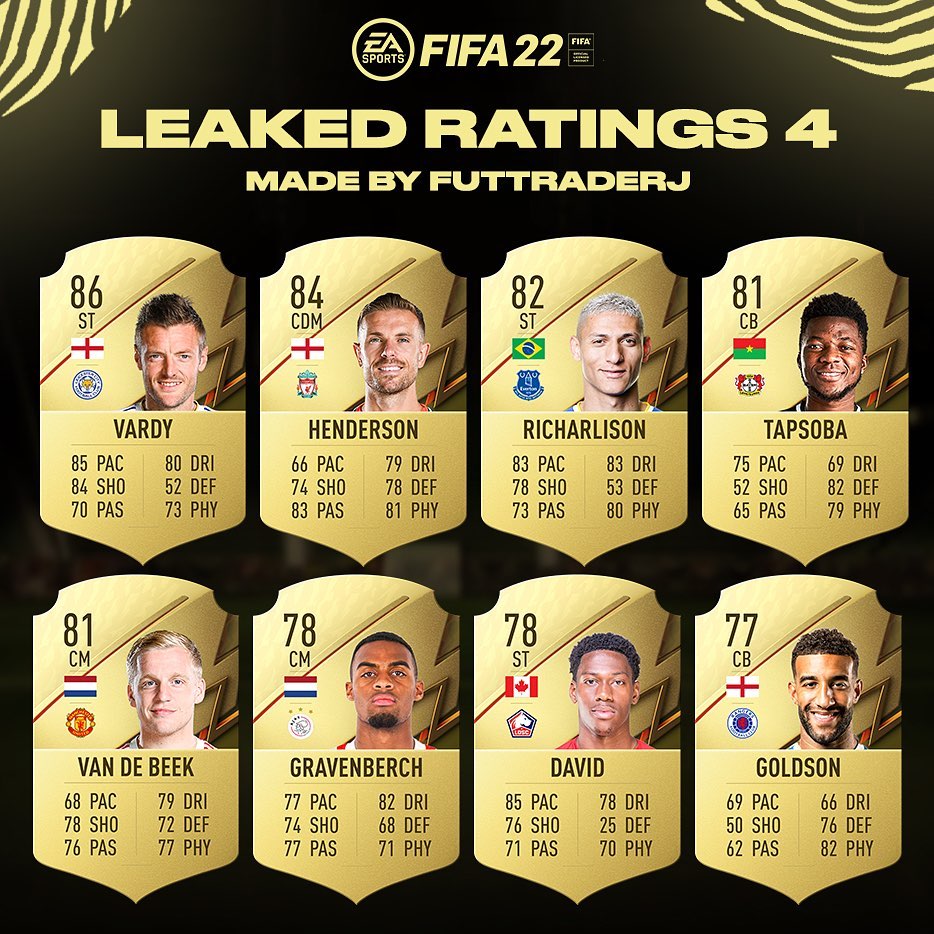 EA SPORTS FIFA 22 FIFA OFFICIAL LICENSED PRODUCT
LEAKED RATINGS 4
MADE BY FUTTRADERJ
86
ST
VARDY
85 PAC 80 DRI
84 SHO 52 DEF
70 PAS 73 PHY
84
CDM
HENDERSON
66 PAC 79 DRI
74 SHO 78 DEF
83 PAS 81 PHY
82
ST
Everton
RICHARLISON
83 PAC 83 DRI
78 SHO 53 DEF
73 PAS 80 PHY
81
CB
TAPSOBA
75 PAC 69 DRI
52 SHO 82 DEF
65 PAS 79 PHY
81
CM
VAN DE BEEK
68 PAC 79 DRI
78 SHO 72 DEF
76 PAS 77 PHY
78
CM
GRAVENBERCH
77 PAC 82 DRI
74 SHO 68 DEF
77 PAS 71 PHY
78
ST
LOSC
DAVID
85 PAC 78 DRI
76 SHO 25 DEF
71 PAS 70 PHY
77
CB
GOLDSON
69 PAC 66 DRI
50 SHO 76 DEF
62 PAS 82 PHY